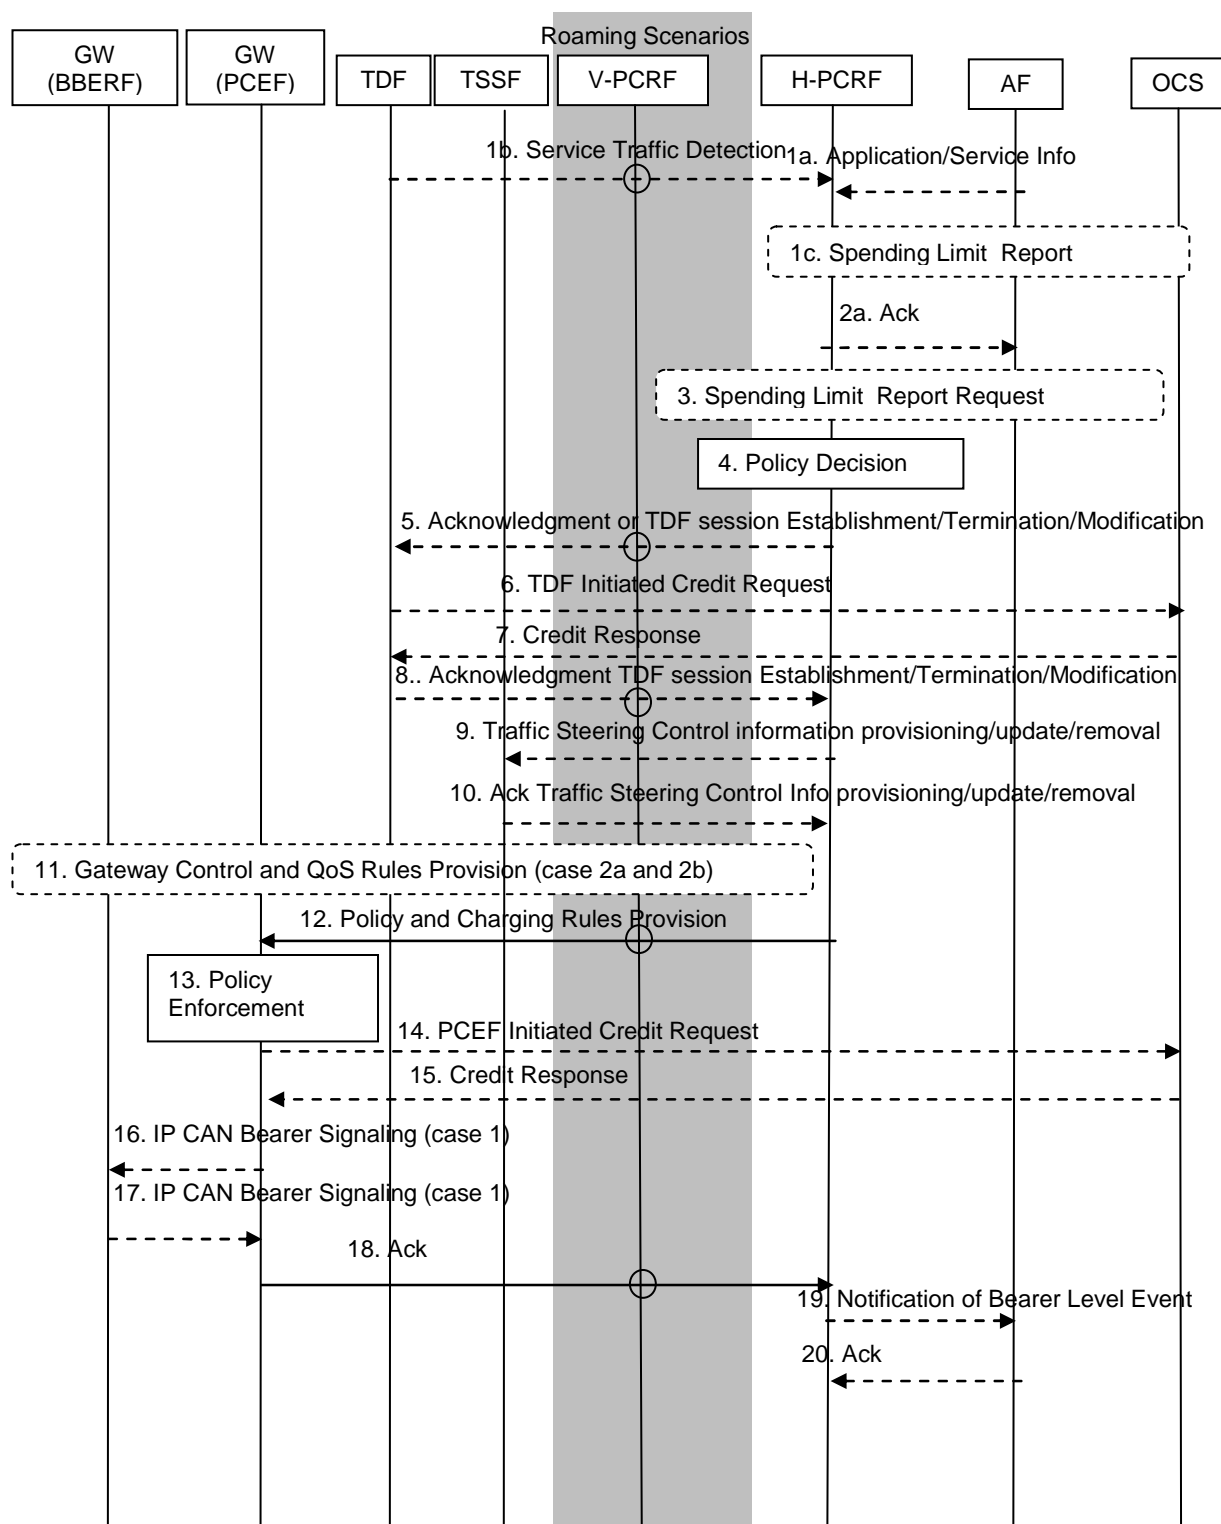 Roaming Scenarios
GW
(BBERF)
GW
(PCEF)
TDF
TSSF
V-PCRF
H-PCRF
AF
OCS
1b. Service Traffic Detection
1a. Application/Service Info
1c. Spending Limit Report
2a. Ack
3. Spending Limit Report Request
4. Policy Decision
5. Acknowledgment or TDF session Establishment/Termination/Modification
6. TDF Initiated Credit Request
7. Credit Response
8.. Acknowledgment TDF session Establishment/Termination/Modification
9. Traffic Steering Control information provisioning/update/removal
10. Ack Traffic Steering Control Info provisioning/update/removal
11. Gateway Control and QoS Rules Provision (case 2a and 2b)
12. Policy and Charging Rules Provision
13. Policy
Enforcement
14. PCEF Initiated Credit Request
15. Credit Response
16. IP CAN Bearer Signaling (case 1)
17. IP CAN Bearer Signaling (case 1)
18. Ack
19. Notification of Bearer Level Event
20. Ack